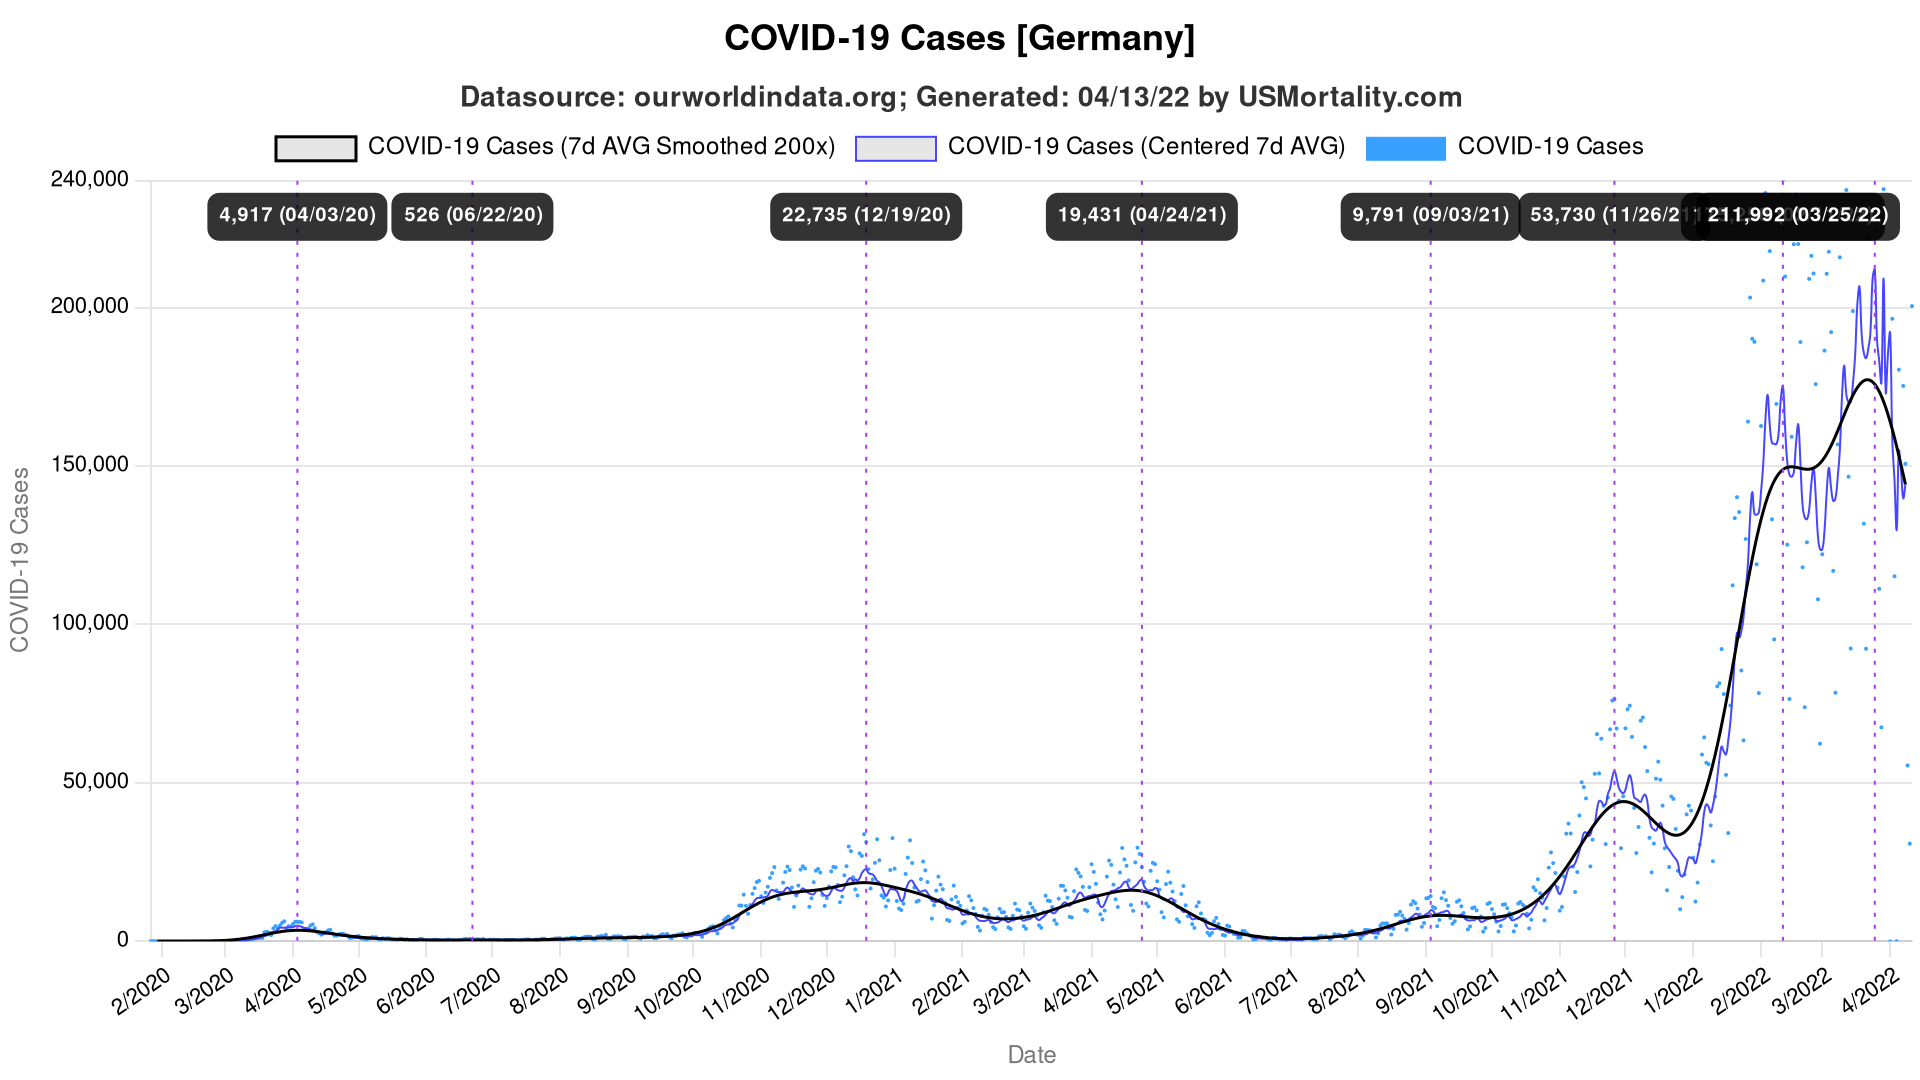 COVID-19 Cases [Germany]
Datasource: ourworldindata.org; Generated: 04/13/22 by USMortality.com
COVID-19 Cases (7d AVG Smoothed 200x) COVID-19 Cases (Centered 7d AVG) COVID-19 Cases
4,917 (04/03/20) 526 (06/22/20) 22,735 (12/19/20) 19,431 (04/24/21) 9,791 (09/03/21) 53,730 (11/26/21) 211,992 (03/25/22)
240,000
200,000
150,000
100,000
50,000
0
COVID-19 Cases
2/2020 3/2020 4/2020 5/2020 6/2020 7/2020 8/2020 9/2020 10/2020 11/2020 12/2020 1/2021 2/2021 3/2021 4/2021 5/2021 6/2021 7/2021 8/2021 9/2021 10/2021 11/2021 12/2021 1/2022 2/2022 3/2022 4/2022
Date